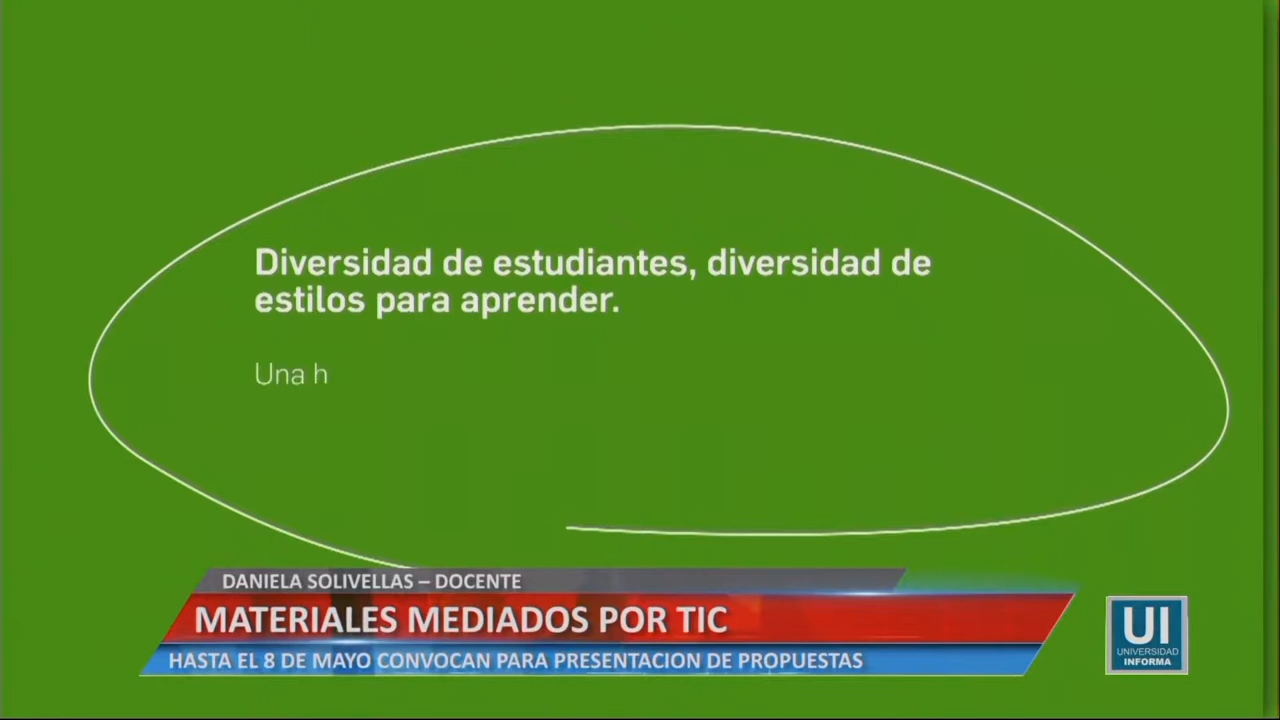 Diversidad de estudiantes, diversidad de
estilos para aprender.
Una h
DANIELA SOLIVELLAS – DOCENTE
MATERIALES MEDIADOS POR TIC
HASTA EL 8 DE MAYO CONVOCAN PARA PRESENTACION DE PROPUESTAS
UI
UNIVERSIDAD
INFORMA